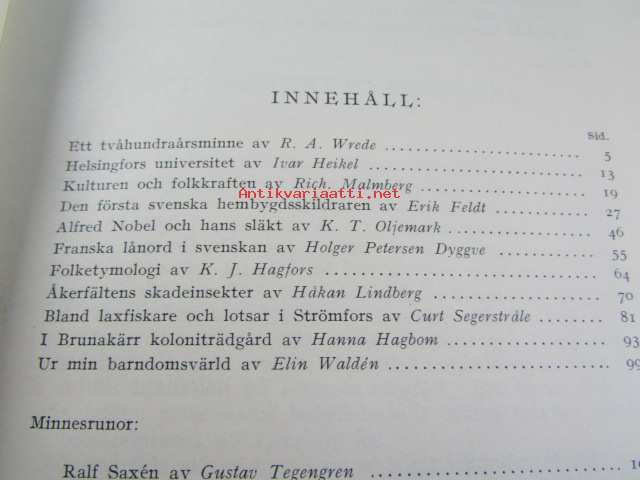 INNEHÅLL:
Sid.
Ett tvåhundraårsminne av R. A. Wrede 5
Helsingfors universitet av Ivar Heikel 13
Kulturen och folkkraften av Rich. Malmberg 19
Antikvariaatti.net
Den första svenska hembygdsskildraren av Erik Feldt 27
Alfred Nobel och hans släkt av K. T. Oljemark 46
Franska lånord i svenskan av Holger Petersen Dyggve 55
Folketymologi av K. J. Hagfors 64
Åkerfältens skadeinsekter av Håkan Lindberg 70
Bland laxfiskare och lotsar i Strömfors av Curt Segerstråle 81
I Brunakärr koloniträdgård av Hanna Hagbom 93
Ur min barndomsvärld av Elin Waldén 99
Minnesrunor:
Ralf Saxén av Gustav Tegengren